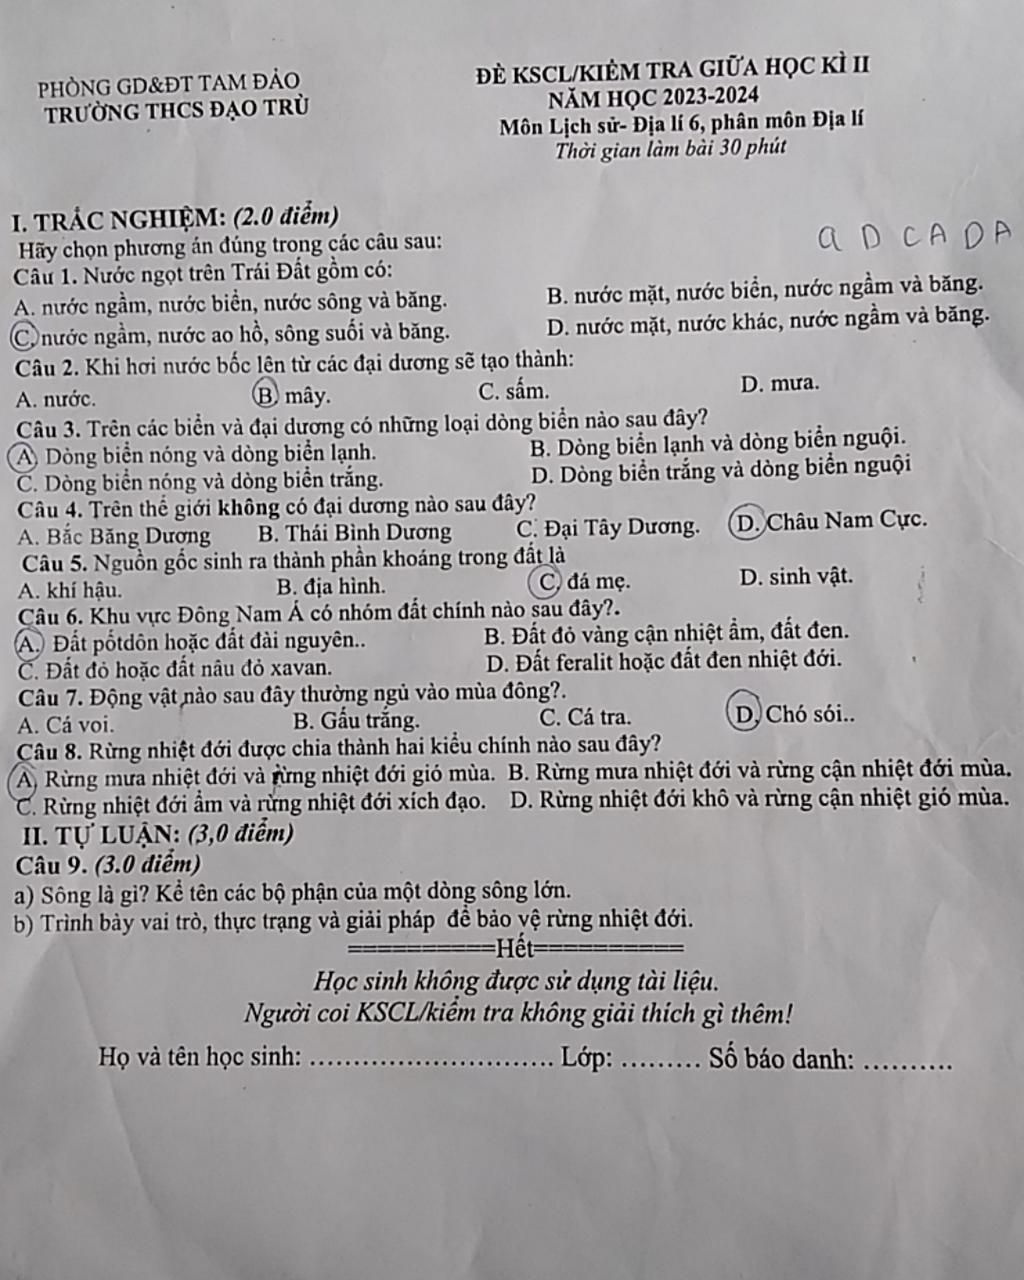 PHÒNG GD&ĐT TAM ĐẢO
TRƯỜNG THCS ĐẠO TRÙ
ĐỀ KSCL/KIỂM TRA GIỮA HỌC KÌ II
NĂM HỌC 2023-2024
Môn Lịch sử- Địa lí 6, phân môn Địa lí
Thời gian làm bài 30 phút
I. TRẮC NGHIỆM: (2.0 điểm)
Hãy chọn phương án đúng trong các câu sau:
a D C A D A
Câu 1. Nước ngọt trên Trái Đất gồm có:
A. nước ngầm, nước biển, nước sông và băng. B. nước mặt, nước biển, nước ngầm và băng.
C. nước ngầm, nước ao hồ, sông suối và băng. D. nước mặt, nước khác, nước ngầm và băng.
Câu 2. Khi hơi nước bốc lên từ các đại dương sẽ tạo thành:
A. nước. B. mây. C. sấm. D. mưa.
Câu 3. Trên các biển và đại dương có những loại dòng biển nào sau đây?
A. Dòng biển nóng và dòng biển lạnh. B. Dòng biển lạnh và dòng biển nguội.
C. Dòng biển nóng và dòng biển trắng. D. Dòng biển trắng và dòng biển nguội
Câu 4. Trên thế giới không có đại dương nào sau đây?
A. Bắc Băng Dương B. Thái Bình Dương C. Đại Tây Dương. D. Châu Nam Cực.
Câu 5. Nguồn gốc sinh ra thành phần khoáng trong đất là
A. khí hậu. B. địa hình. C. đá mẹ. D. sinh vật.
Câu 6. Khu vực Đông Nam Á có nhóm đất chính nào sau đây?.
A. Đất pốtdôn hoặc đất đài nguyên.. B. Đất đỏ vàng cận nhiệt ẩm, đất đen.
C. Đất đỏ hoặc đất nâu đỏ xavan. D. Đất feralit hoặc đất đen nhiệt đới.
Câu 7. Động vật nào sau đây thường ngủ vào mùa đông?.
A. Cá voi. B. Gấu trắng. C. Cá tra. D. Chó sói..
Câu 8. Rừng nhiệt đới được chia thành hai kiểu chính nào sau đây?
A. Rừng mưa nhiệt đới và rừng nhiệt đới gió mùa. B. Rừng mưa nhiệt đới và rừng cận nhiệt đới mùa.
C. Rừng nhiệt đới ẩm và rừng nhiệt đới xích đạo. D. Rừng nhiệt đới khô và rừng cận nhiệt gió mùa.
II. TỰ LUẬN: (3,0 điểm)
Câu 9. (3.0 điểm)
a) Sông là gì? Kể tên các bộ phận của một dòng sông lớn.
b) Trình bày vai trò, thực trạng và giải pháp để bảo vệ rừng nhiệt đới.
==========Hết==========
Học sinh không được sử dụng tài liệu.
Người coi KSCL/kiểm tra không giải thích gì thêm!
Họ và tên học sinh: ............................ Lớp: ......... Số báo danh: ..........